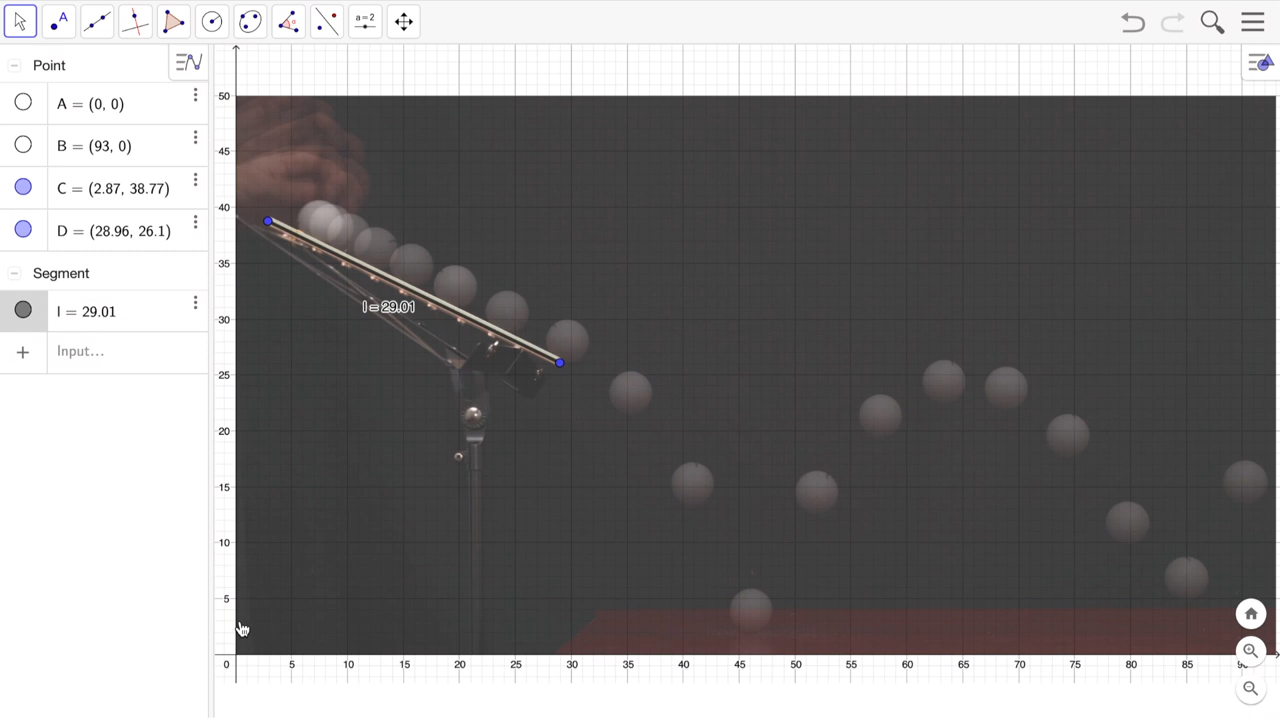 a = 2
A
α
Point
A = (0, 0)
B = (93, 0)
C = (2.87, 38.77)
D = (28.96, 26.1)
Segment
l = 29.01
+ Input…
50
45
40
35
30
25
20
15
10
5
l = 29.01
0 5 10 15 20 25 30 35 40 45 50 55 60 65 70 75 80 85 90